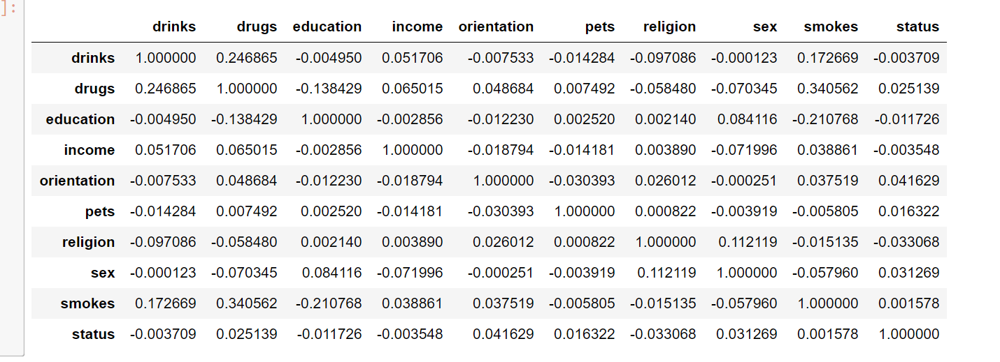 ]:
drinks drugs education income orientation pets religion sex smokes status
drinks 1.000000 0.246865 -0.004950 0.051706 -0.007533 -0.014284 -0.097086 -0.000123 0.172669 -0.003709
drugs 0.246865 1.000000 -0.138429 0.065015 0.048684 0.007492 -0.058480 -0.070345 0.340562 0.025139
education -0.004950 -0.138429 1.000000 -0.002856 -0.012230 0.002520 0.002140 0.084116 -0.210768 -0.011726
income 0.051706 0.065015 -0.002856 1.000000 -0.018794 -0.014181 0.003890 -0.071996 0.038861 -0.003548
orientation -0.007533 0.048684 -0.012230 -0.018794 1.000000 -0.030393 0.026012 -0.000251 0.037519 0.041629
pets -0.014284 0.007492 0.002520 -0.014181 -0.030393 1.000000 0.000822 -0.003919 -0.005805 0.016322
religion -0.097086 -0.058480 0.002140 0.003890 0.026012 0.000822 1.000000 0.112119 -0.015135 -0.033068
sex -0.000123 -0.070345 0.084116 -0.071996 -0.000251 -0.003919 0.112119 1.000000 -0.057960 0.031269
smokes 0.172669 0.340562 -0.210768 0.038861 0.037519 -0.005805 -0.015135 -0.057960 1.000000 0.001578
status -0.003709 0.025139 -0.011726 -0.003548 0.041629 0.016322 -0.033068 0.031269 0.001578 1.000000